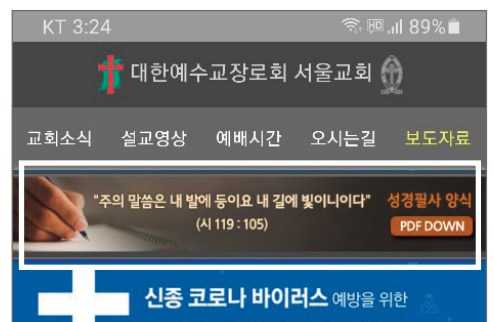 KT 3:24 HD 89%
대한예수교장로회 서울교회
교회소식 설교영상 예배시간 오시는길 보도자료
"주의 말씀은 내 발에 등이요 내 길에 빛이니이다"
(시 119 : 105)
성경필사 양식
PDF DOWN
신종 코로나 바이러스 예방을 위한